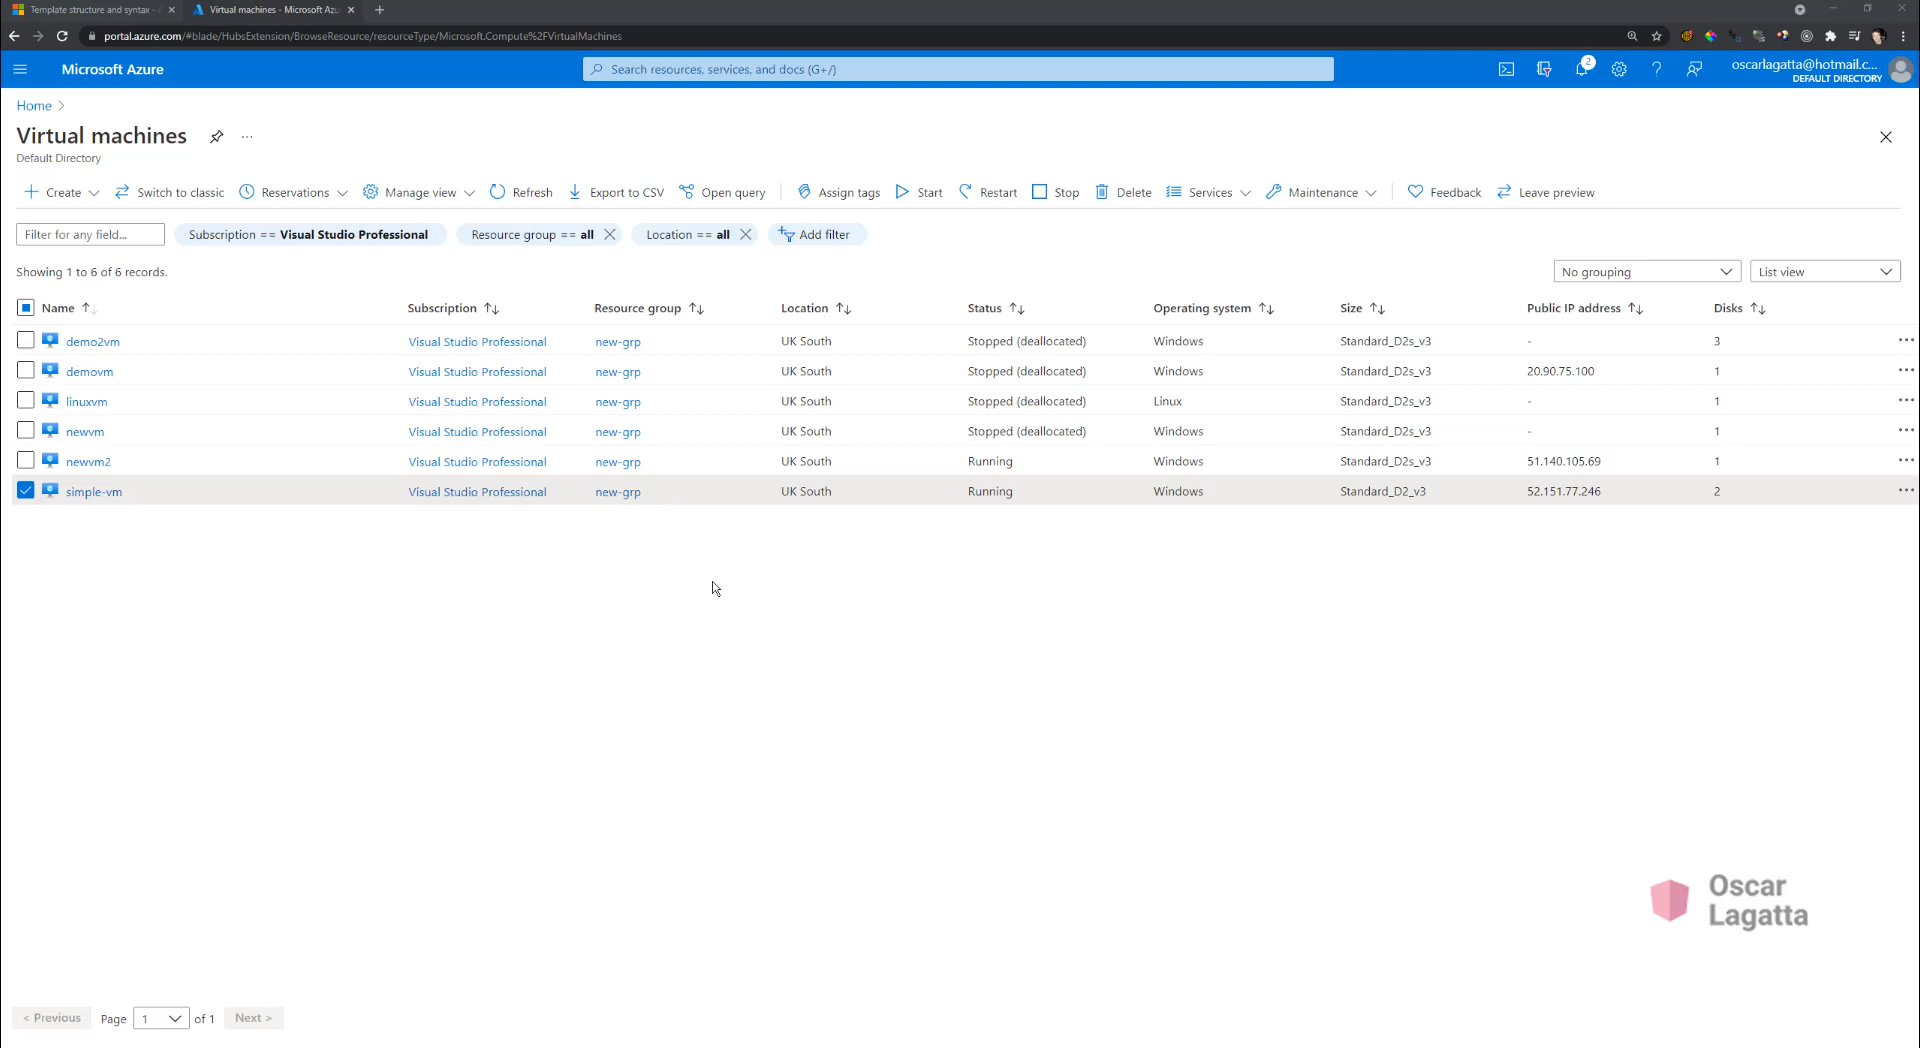 Template structure and syntax -
Virtual machines - Microsoft Azu
portal.azure.com/#blade/HubsExtension/BrowseResource/resourceType/Microsoft.Compute%2FVirtualMachines
Microsoft Azure
Search resources, services, and docs (G+/)
2
oscarlagatta@hotmail.c...
DEFAULT DIRECTORY
Home >
Virtual machines
Default Directory
Create Switch to classic Reservations Manage view Refresh Export to CSV Open query Assign tags Start Restart Stop Delete Services Maintenance Feedback Leave preview
Filter for any field... Subscription == Visual Studio Professional Resource group == all Location == all Add filter
Showing 1 to 6 of 6 records. No grouping List view
Name Subscription Resource group Location Status Operating system Size Public IP address Disks
demo2vm Visual Studio Professional new-grp UK South Stopped (deallocated) Windows Standard_D2s_v3 - 3
demovm Visual Studio Professional new-grp UK South Stopped (deallocated) Windows Standard_D2s_v3 20.90.75.100 1
linuxvm Visual Studio Professional new-grp UK South Stopped (deallocated) Linux Standard_D2s_v3 - 1
newvm Visual Studio Professional new-grp UK South Stopped (deallocated) Windows Standard_D2s_v3 - 1
newvm2 Visual Studio Professional new-grp UK South Running Windows Standard_D2s_v3 51.140.105.69 1
simple-vm Visual Studio Professional new-grp UK South Running Windows Standard_D2_v3 52.151.77.246 2
Oscar
Lagatta
< Previous Page 1 of 1 Next >